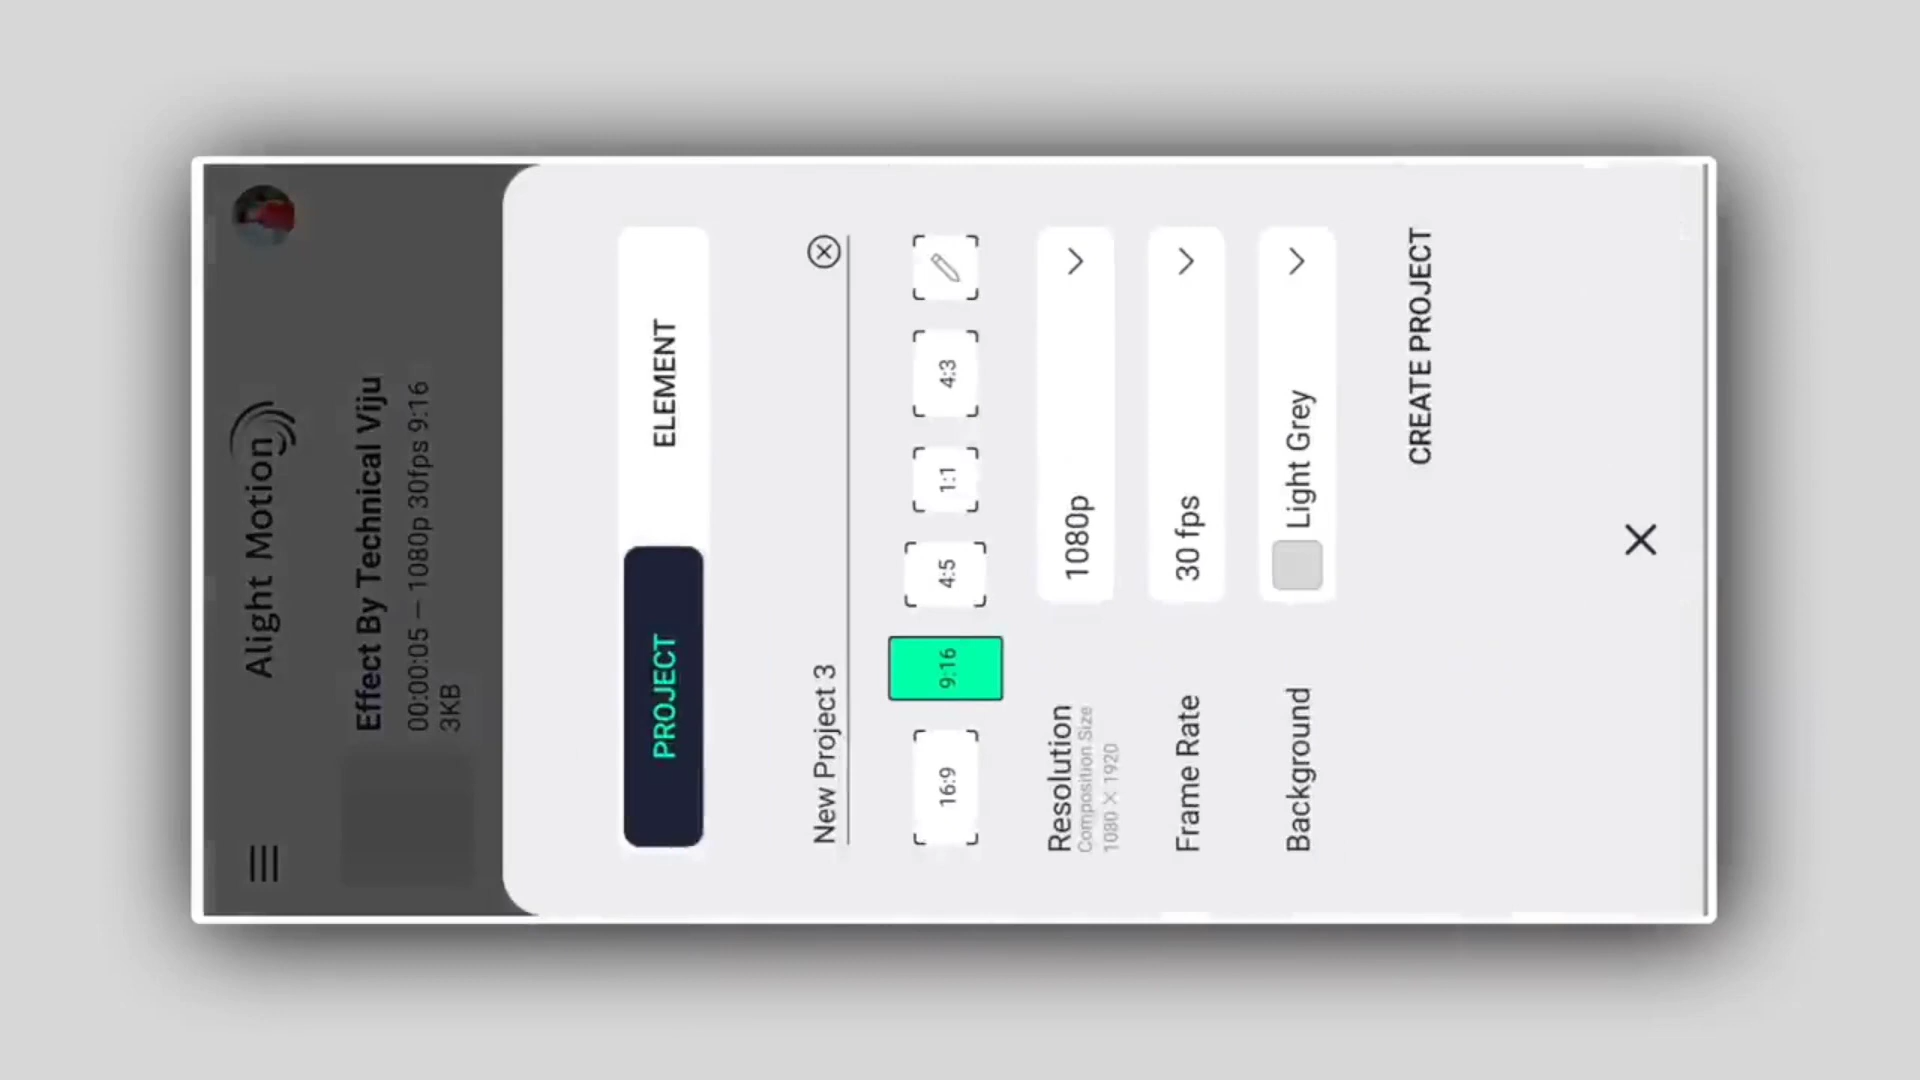 Alight Motion
Effect By Technical Viju
00:00:05 – 1080p 30fps 9:16
3KB
PROJECT
ELEMENT
New Project 3
16:9
9:16
4:5
1:1
4:3
Resolution
Composition Size
1080 × 1920
1080p
Frame Rate
30 fps
Background
Light Grey
CREATE PROJECT